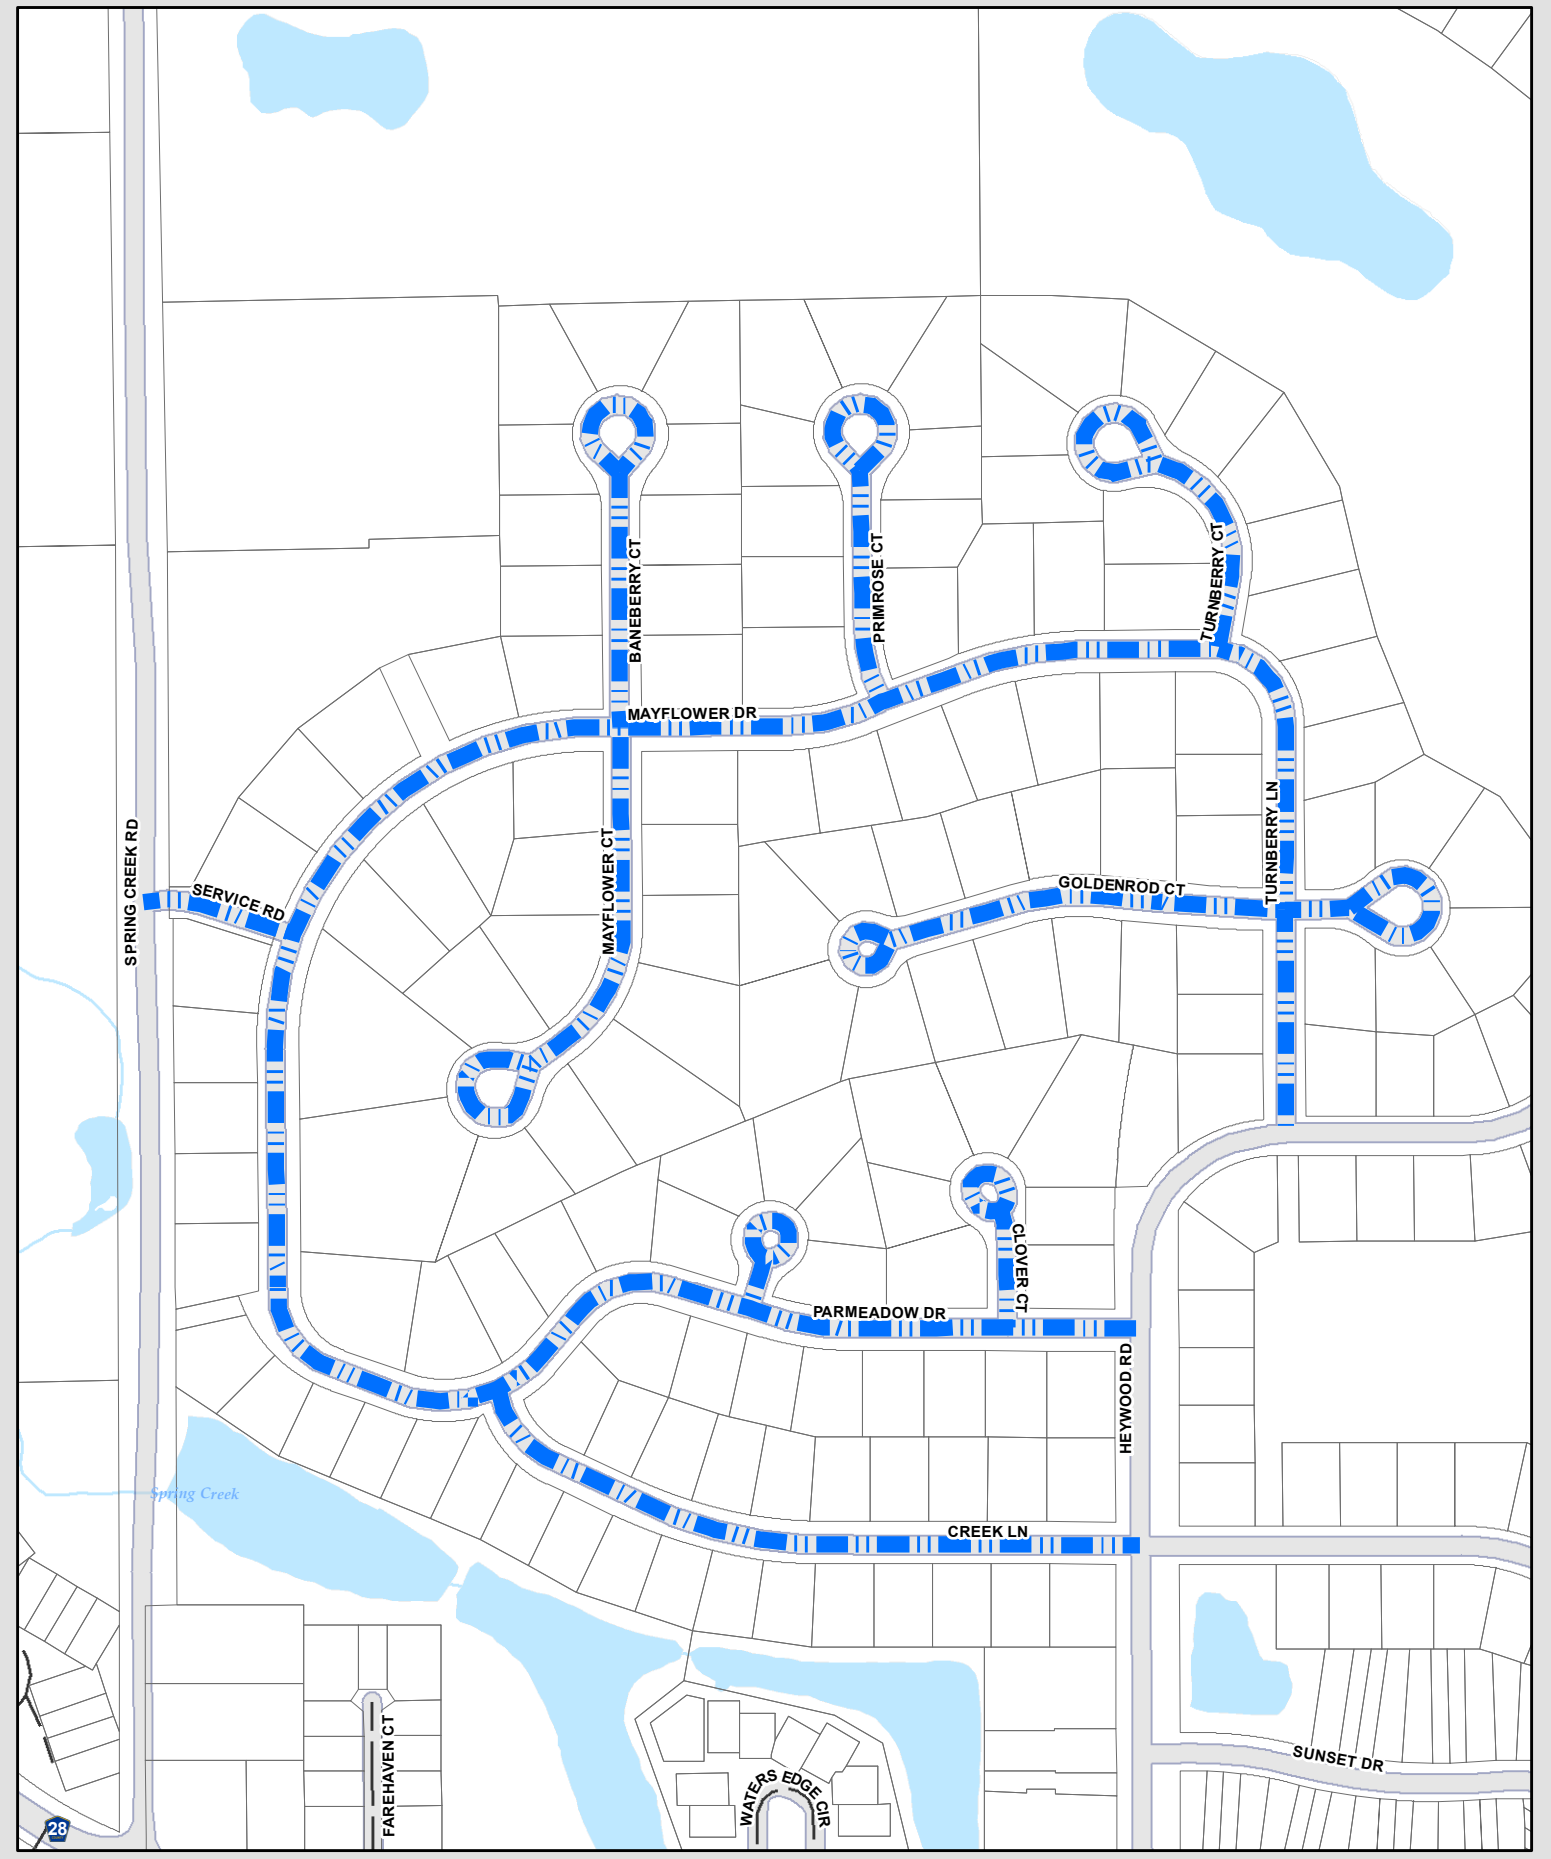 BANEBERRY CT
PRIMROSE CT
TURNBERRY CT
MAYFLOWER DR
TURNBERRY LN
SPRING CREEK RD
SERVICE RD
MAYFLOWER CT
GOLDENROD CT
CLOVER CT
PARMEADOW DR
HEYWOOD RD
Spring Creek
CREEK LN
FAREHAVEN CT
WATERS EDGE CIR
SUNSET DR
28